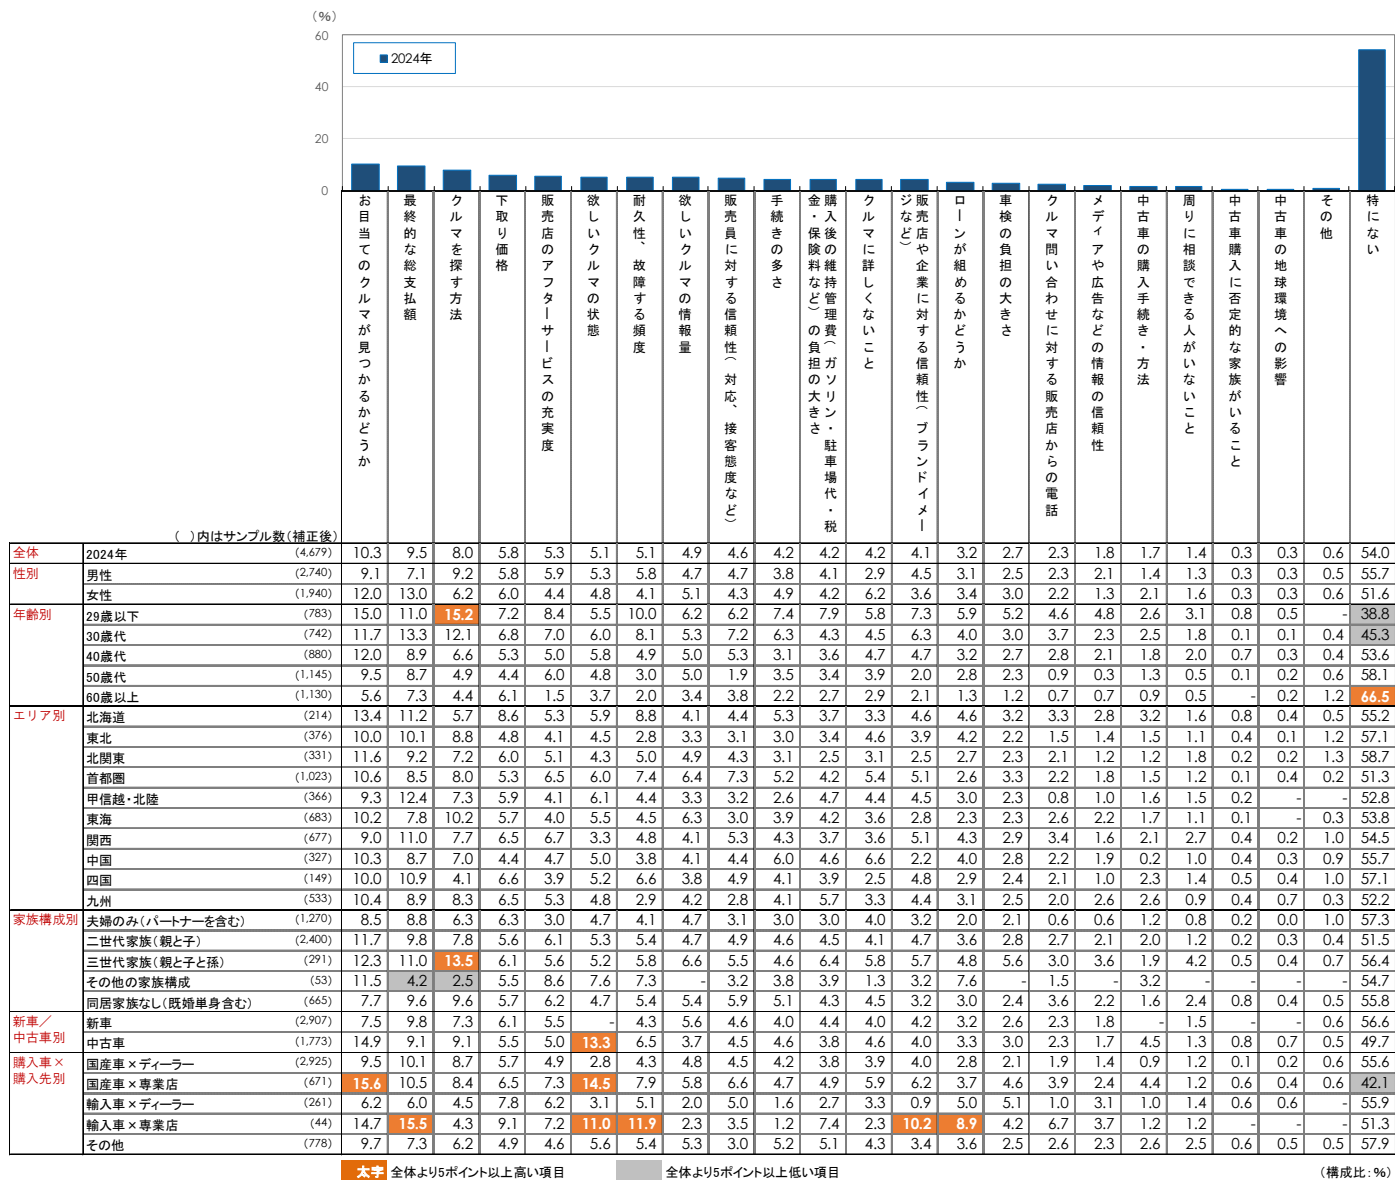 (%)
60
40
20
0
2024年
お目当てのクルマが見つかるかどうか
最終的な総支払額
クルマを探す方法
下取り価格
販売店のアフターサービスの充実度
欲しいクルマの状態
耐久性、故障する頻度
欲しいクルマの情報量
販売員に対する信頼性(対応、接客態度など)
手続きの多さ
購入後の維持管理費(ガソリン・駐車場代・税
金・保険料など)の負担の大きさ
クルマに詳しくないこと
販売店や企業に対する信頼性(ブランドイメー
ジなど)
ローンが組めるかどうか
車検の負担の大きさ
クルマ問い合わせに対する販売店からの電話
メディアや広告などの情報の信頼性
中古車の購入手続き・方法
周りに相談できる人がいないこと
中古車購入に否定的な家族がいること
中古車の地球環境への影響
その他
特にない
( )内はサンプル数(補正後)
全体 2024年 (4,679) 10.3 9.5 8.0 5.8 5.3 5.1 5.1 4.9 4.6 4.2 4.2 4.2 4.1 3.2 2.7 2.3 1.8 1.7 1.4 0.3 0.3 0.6 54.0
性別 男性 (2,740) 9.1 7.1 9.2 5.8 5.9 5.3 5.8 4.7 4.7 3.8 4.1 2.9 4.5 3.1 2.5 2.3 2.1 1.4 1.3 0.3 0.3 0.5 55.7
女性 (1,940) 12.0 13.0 6.2 6.0 4.4 4.8 4.1 5.1 4.3 4.9 4.2 6.2 3.6 3.4 3.0 2.2 1.3 2.1 1.6 0.3 0.3 0.6 51.6
年齢別 29歳以下 (783) 15.0 11.0 15.2 7.2 8.4 5.5 10.0 6.2 6.2 7.4 7.9 5.8 7.3 5.9 5.2 4.6 4.8 2.6 3.1 0.8 0.5 - 38.8
30歳代 (742) 11.7 13.3 12.1 6.8 7.0 6.0 8.1 5.3 7.2 6.3 4.3 4.5 6.3 4.0 3.0 3.7 2.3 2.5 1.8 0.1 0.1 0.4 45.3
40歳代 (880) 12.0 8.9 6.6 5.3 5.0 5.8 4.9 5.0 5.3 3.1 3.6 4.7 4.7 3.2 2.7 2.8 2.1 1.8 2.0 0.7 0.3 0.4 53.6
50歳代 (1,145) 9.5 8.7 4.9 4.4 6.0 4.8 3.0 5.0 1.9 3.5 3.4 3.9 2.0 2.8 2.3 0.9 0.3 1.3 0.5 0.1 0.2 0.6 58.1
60歳以上 (1,130) 5.6 7.3 4.4 6.1 1.5 3.7 2.0 3.4 3.8 2.2 2.7 2.9 2.1 1.3 1.2 0.7 0.7 0.9 0.5 - 0.2 1.2 66.5
エリア別 北海道 (214) 13.4 11.2 5.7 8.6 5.3 5.9 8.8 4.1 4.4 5.3 3.7 3.3 4.6 4.6 3.2 3.3 2.8 3.2 1.6 0.8 0.4 0.5 55.2
東北 (376) 10.0 10.1 8.8 4.8 4.1 4.5 2.8 3.3 3.1 3.0 3.4 4.6 3.9 4.2 2.2 1.5 1.4 1.5 1.1 0.4 0.1 1.2 57.1
北関東 (331) 11.6 9.2 7.2 6.0 5.1 4.3 5.0 4.9 4.3 3.1 2.5 3.1 2.5 2.7 2.3 2.1 1.2 1.2 1.8 0.2 0.2 1.3 58.7
首都圏 (1,023) 10.6 8.5 8.0 5.3 6.5 6.0 7.4 6.4 7.3 5.2 4.2 5.4 5.1 2.6 3.3 2.2 1.8 1.5 1.2 0.1 0.4 0.2 51.3
甲信越・北陸 (366) 9.3 12.4 7.3 5.9 4.1 6.1 4.4 3.3 3.2 2.6 4.7 4.4 4.5 3.0 2.3 0.8 1.0 1.6 1.5 0.2 - - 52.8
東海 (683) 10.2 7.8 10.2 5.7 4.0 5.5 4.5 6.3 3.0 3.9 4.2 3.6 2.8 2.3 2.3 2.6 2.2 1.7 1.1 0.1 - 0.3 53.8
関西 (677) 9.0 11.0 7.7 6.5 6.7 3.3 4.8 4.1 5.3 4.3 3.7 3.6 5.1 4.3 2.9 3.4 1.6 2.1 2.7 0.4 0.2 1.0 54.5
中国 (327) 10.3 8.7 7.0 4.4 4.7 5.0 3.8 4.1 4.4 6.0 4.6 6.6 2.2 4.0 2.8 2.2 1.9 0.2 1.0 0.4 0.3 0.9 55.7
四国 (149) 10.0 10.9 4.1 6.6 3.9 5.2 6.6 3.8 4.9 4.1 3.9 2.5 4.8 2.9 2.4 2.1 1.0 2.3 1.4 0.5 0.4 1.0 57.1
九州 (533) 10.4 8.9 8.3 6.5 5.3 4.8 2.9 4.2 2.8 4.1 5.7 3.3 4.4 3.1 2.5 2.0 2.6 2.6 0.9 0.4 0.7 0.3 52.2
家族構成別 夫婦のみ(パートナーを含む) (1,270) 8.5 8.8 6.3 6.3 3.0 4.7 4.1 4.7 3.1 3.0 3.0 4.0 3.2 2.0 2.1 0.6 0.6 1.2 0.8 0.2 0.0 1.0 57.3
二世代家族(親と子) (2,400) 11.7 9.8 7.8 5.6 6.1 5.3 5.4 4.7 4.9 4.6 4.5 4.1 4.7 3.6 2.8 2.7 2.1 2.0 1.2 0.2 0.3 0.4 51.5
三世代家族(親と子と孫) (291) 12.3 11.0 13.5 6.1 5.6 5.2 5.8 6.6 5.5 4.6 6.4 5.8 5.7 4.8 5.6 3.0 3.6 1.9 4.2 0.5 0.4 0.7 56.4
その他の家族構成 (53) 11.5 4.2 2.5 5.5 8.6 7.6 7.3 - 3.2 3.8 3.9 1.3 3.2 7.6 - 1.5 - 3.2 - - - - 54.7
同居家族なし(既婚単身含む) (665) 7.7 9.6 9.6 5.7 6.2 4.7 5.4 5.4 5.9 5.1 4.3 4.5 3.2 3.0 2.4 3.6 2.2 1.6 2.4 0.8 0.4 0.5 55.8
新車/
中古車別
新車 (2,907) 7.5 9.8 7.3 6.1 5.5 - 4.3 5.6 4.6 4.0 4.4 4.0 4.2 3.2 2.6 2.3 1.8 - 1.5 - - 0.6 56.6
中古車 (1,773) 14.9 9.1 9.1 5.5 5.0 13.3 6.5 3.7 4.5 4.6 3.8 4.6 4.0 3.3 3.0 2.3 1.7 4.5 1.3 0.8 0.7 0.5 49.7
購入車×
購入先別
国産車×ディーラー (2,925) 9.5 10.1 8.7 5.7 4.9 2.8 4.3 4.8 4.5 4.2 3.8 3.9 4.0 2.8 2.1 1.9 1.4 0.9 1.2 0.1 0.2 0.6 55.6
国産車×専業店 (671) 15.6 10.5 8.4 6.5 7.3 14.5 7.9 5.8 6.6 4.7 4.9 5.9 6.2 3.7 4.6 3.9 2.4 4.4 1.2 0.6 0.4 0.6 42.1
輸入車×ディーラー (261) 6.2 6.0 4.5 7.8 6.2 3.1 5.1 2.0 5.0 1.6 2.7 3.3 0.9 5.0 5.1 1.0 3.1 1.0 1.4 0.6 0.6 - 55.9
輸入車×専業店 (44) 14.7 15.5 4.3 9.1 7.2 11.0 11.9 2.3 3.5 1.2 7.4 2.3 10.2 8.9 4.2 6.7 3.7 1.2 1.2 - - - 51.3
その他 (778) 9.7 7.3 6.2 4.9 4.6 5.6 5.4 5.3 3.0 5.2 5.1 4.3 3.4 3.6 2.5 2.6 2.3 2.6 2.5 0.6 0.5 0.5 57.9
太字 全体より5ポイント以上高い項目 全体より5ポイント以上低い項目 (構成比:%)